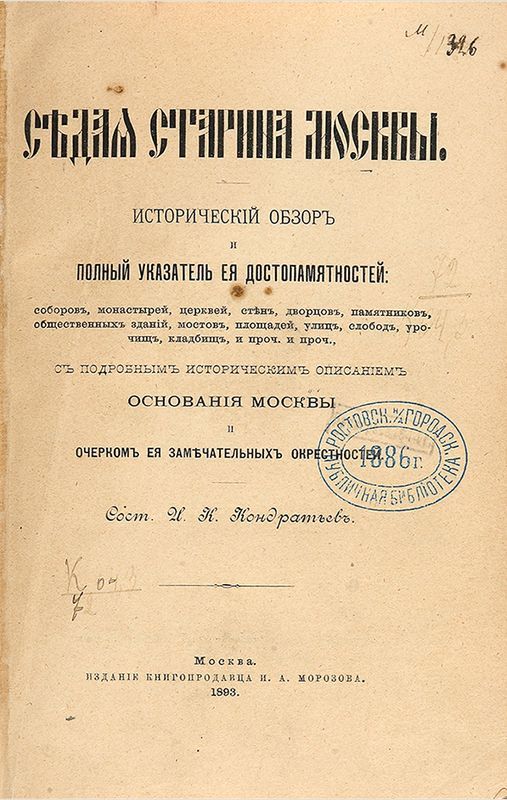 М/1326
СѢДАЯ СТАРИНА МОСКВЫ.
ИСТОРИЧЕСКІЙ ОБЗОРЪ
И
ПОЛНЫЙ УКАЗАТЕЛЬ ЕЯ ДОСТОПАМЯТНОСТЕЙ:
соборовъ, монастырей, церквей, стѣнъ, дворцовъ, памятниковъ,
общественныхъ зданій, мостовъ, площадей, улицъ, слободъ, уро-
чищъ, кладбищъ, и проч. и проч.,
СЪ ПОДРОБНЫМЪ ИСТОРИЧЕСКИМЪ ОПИСАНІЕМЪ
ОСНОВАНІЯ МОСКВЫ
И
ОЧЕРКОМЪ ЕЯ ЗАМѢЧАТЕЛЬНЫХЪ ОКРЕСТНОСТЕЙ.
РОСТОВСК. Н/Д ГОРОДСК.
1886 г.
ПУБЛИЧНАЯ БИБЛІОТЕКА
Сост. И. К. Кондратьевъ.
Москва.
ИЗДАНІЕ КНИГОПРОДАВЦА И. А. МОРОЗОВА.
1893.